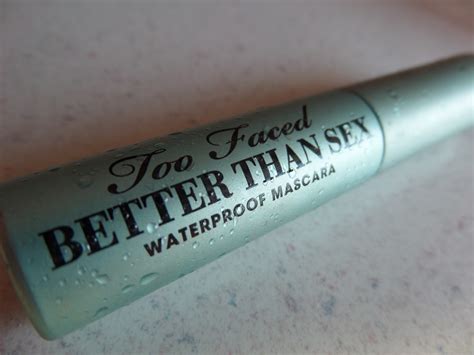 Too Faced
BETTER THAN SEX
WATERPROOF MASCARA